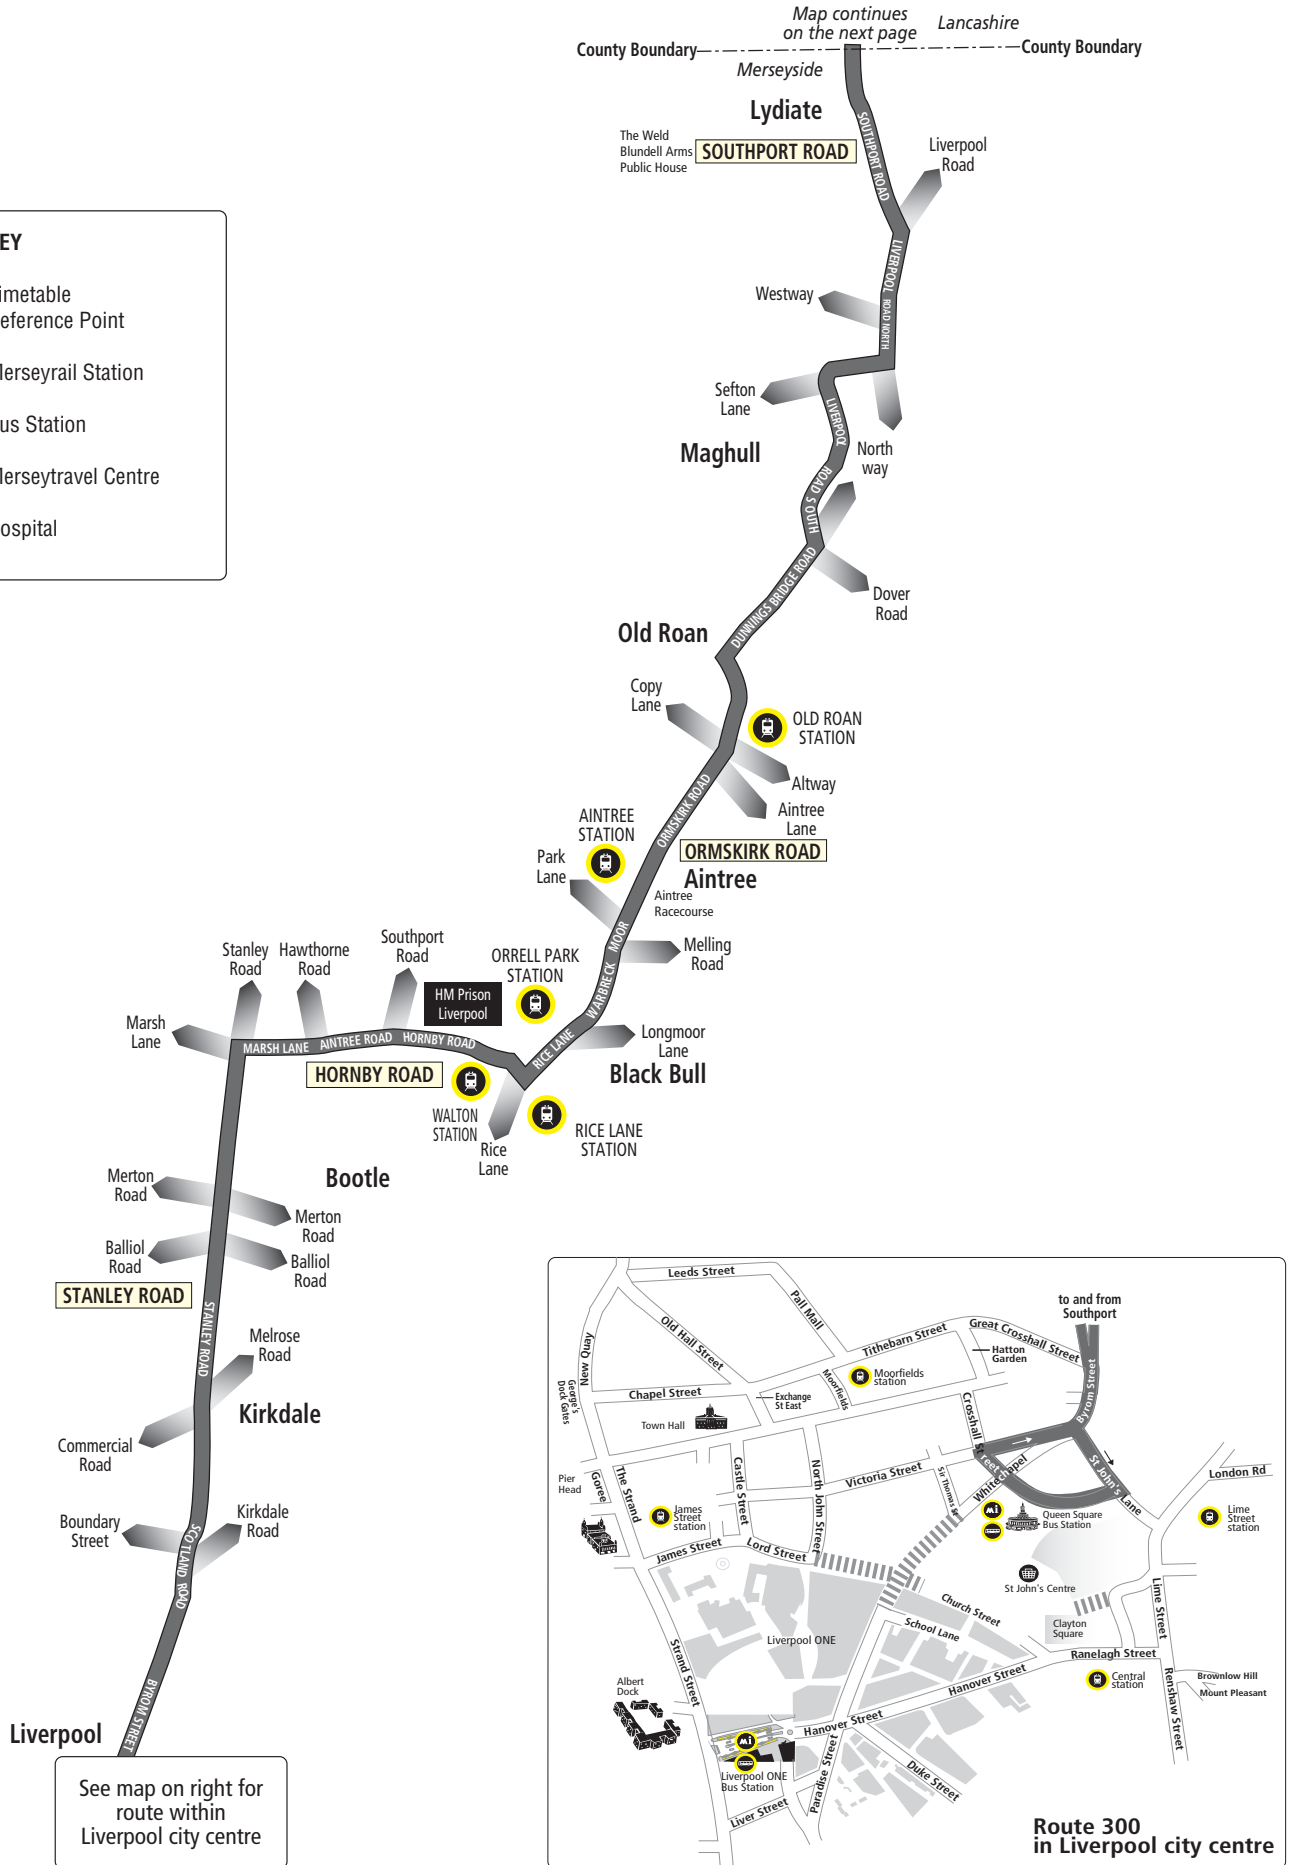 Map continues
on the next page
Lancashire
County Boundary
County Boundary
Merseyside
Lydiate
The Weld
Blundell Arms
Public House
SOUTHPORT ROAD
SOUTHPORT ROAD
Liverpool
Road
EY
imetable
eference Point
Merseyrail Station
us Station
Merseytravel Centre
ospital
LIVERPOOL ROAD NORTH
Westway
Sefton
Lane
North
way
Maghull
LIVERPOOL ROAD SOUTH
Dover
Road
DUNNINGS BRIDGE ROAD
Old Roan
Copy
Lane
OLD ROAN
STATION
Altway
Aintree
Lane
ORMSKIRK ROAD
ORMSKIRK ROAD
AINTREE
STATION
Park
Lane
Aintree
Aintree
Racecourse
Melling
Road
WARBRECK MOOR
Stanley
Road
Hawthorne
Road
Southport
Road
ORRELL PARK
STATION
HM Prison
Liverpool
Marsh
Lane
MARSH LANE
AINTREE ROAD
HORNBY ROAD
RICE LANE
Longmoor
Lane
Black Bull
HORNBY ROAD
WALTON
STATION
Rice
Lane
RICE LANE
STATION
Bootle
Merton
Road
Merton
Road
Balliol
Road
Balliol
Road
STANLEY ROAD
STANLEY ROAD
Melrose
Road
Kirkdale
Commercial
Road
Boundary
Street
Kirkdale
Road
SCOTLAND ROAD
BYROM STREET
Liverpool
See map on right for
route within
Liverpool city centre
Leeds Street
Pall Mall
Old Hall Street
New Quay
George's
Dock Gates
Chapel Street
Town Hall
Exchange
St East
Moorfields
Moorfields
station
Tithebarn Street
Great Crosshall Street
Hatton
Garden
to and from
Southport
Byrom Street
Crosshall Street
St John's Lane
Whitechapel
Sir Thomas St
Victoria Street
North John Street
Castle Street
Pier
Head
Goree
The Strand
James
Street
station
James Street
Lord Street
Queen Square
Bus Station
London Rd
Lime
Street
station
St John's Centre
Lime Street
Clayton
Square
Church Street
School Lane
Liverpool ONE
Ranelagh Street
Central
station
Renshaw Street
Brownlow Hill
Mount Pleasant
Hanover Street
Hanover Street
Strand Street
Albert
Dock
Liverpool ONE
Bus Station
Liver Street
Paradise Street
Duke Street
Route 300
in Liverpool city centre